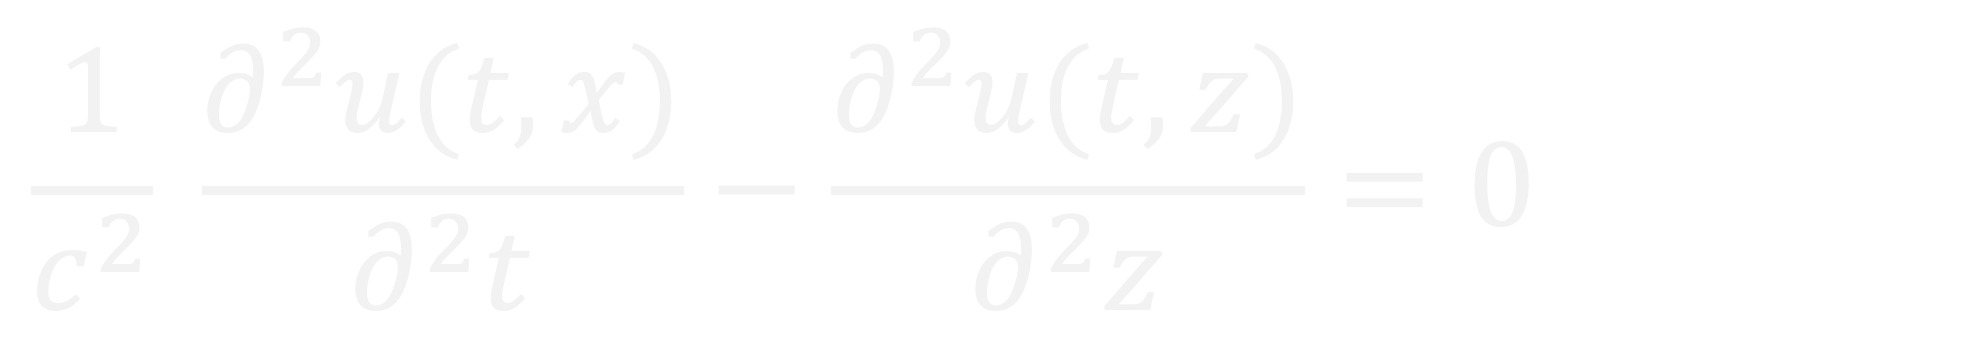 1/c² ∂²u(t,x)/∂²t − ∂²u(t,z)/∂²z = 0